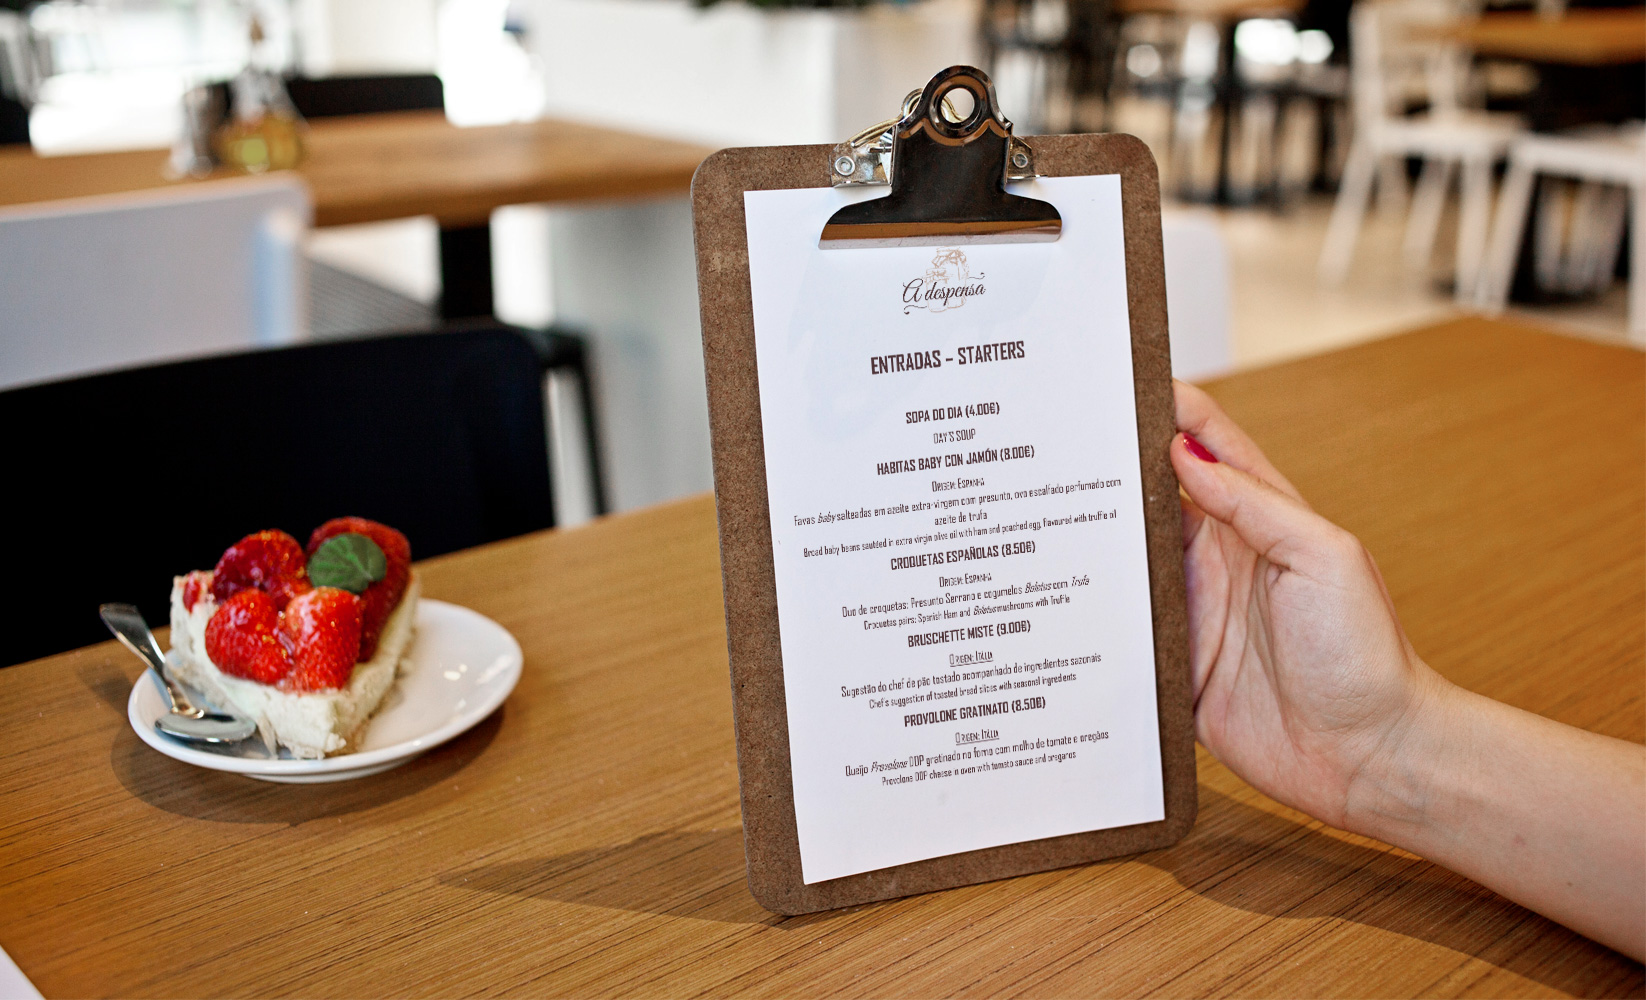 A despensa
ENTRADAS – STARTERS
SOPA DO DIA (4.00€)
DAY'S SOUP
HABITAS BABY CON JAMÓN (8.00€)
ORIGEM: ESPANHA
Favas baby salteadas em azeite extra-virgem com presunto, ovo escalfado perfumado com
azeite de trufa
Broad baby beans sautéed in extra virgin olive oil with ham and poached egg, flavoured with truffle oil
CROQUETAS ESPAÑOLAS (8.50€)
ORIGEM: ESPANHA
Duo de croquetas: Presunto Serrano e cogumelos Boletus com Trufa
Croquetas pairs: Spanish Ham and Boletus mushrooms with Truffle
BRUSCHETTE MISTE (9.00€)
ORIGEN: ITÁLIA
Sugestão do chef de pão tostado acompanhado de ingredientes sazonais
Chef's suggestion of toasted bread slices with seasonal ingredients
PROVOLONE GRATINATO (8.50€)
ORIGEN: ITÁLIA
Queijo Provolone DOP gratinado no forno com molho de tomate e oregãos
Provolone DOP cheese in oven with tomato sauce and oreganos